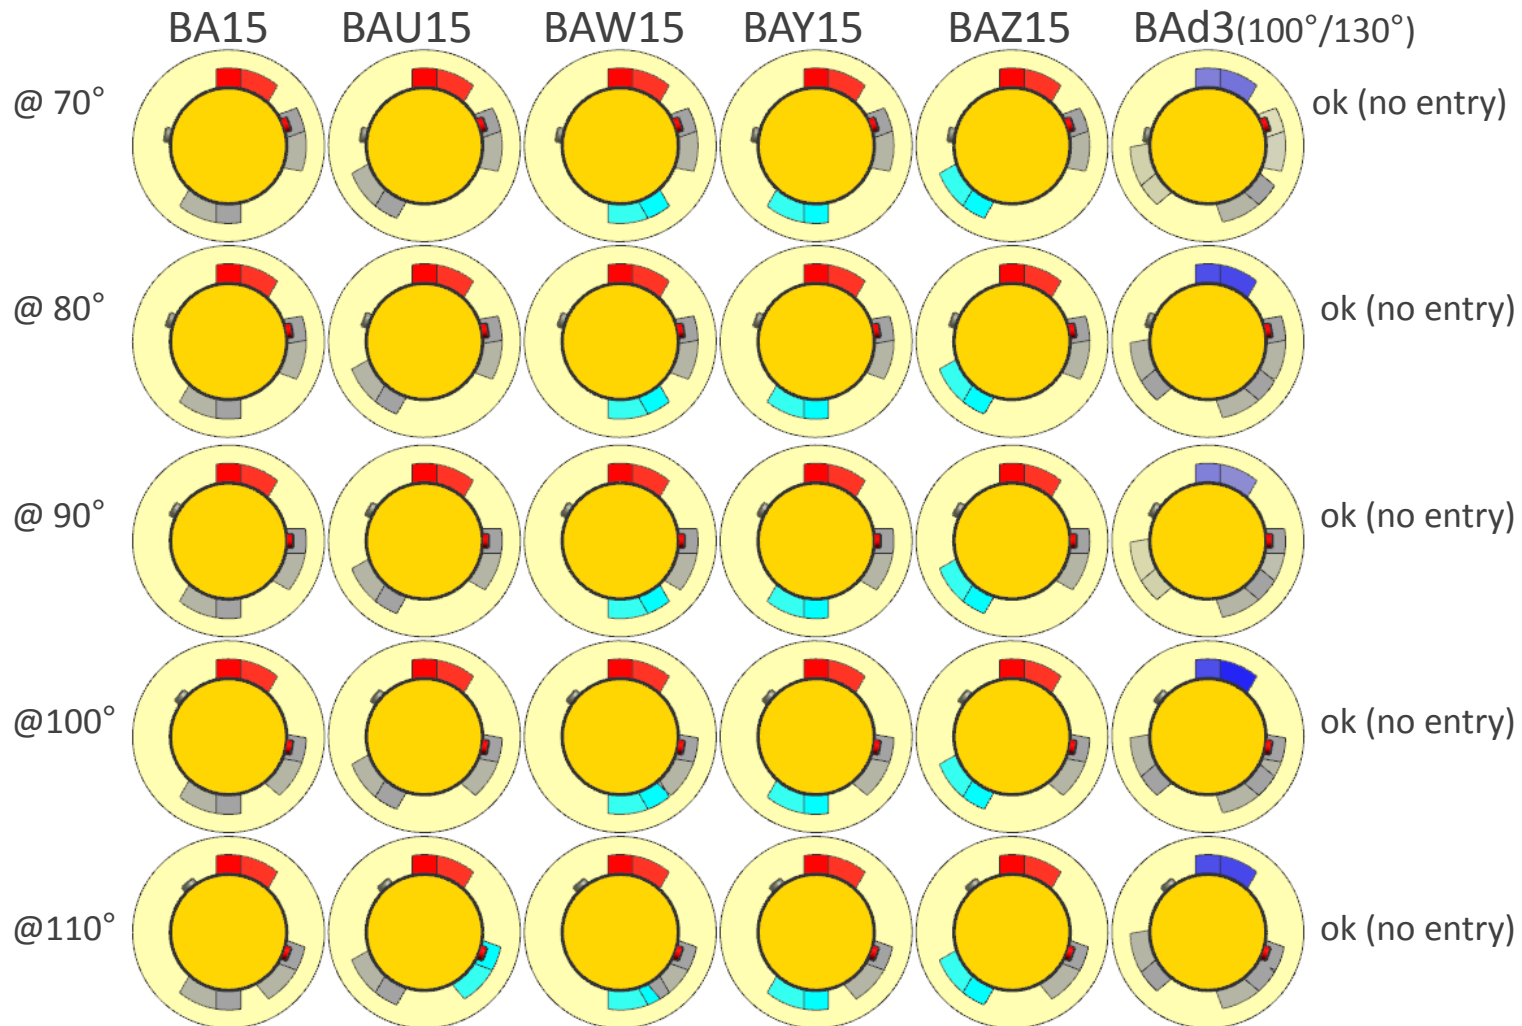 BA15 BAU15 BAW15 BAY15 BAZ15 BAd3(100°/130°)
@ 70° ok (no entry)
@ 80° ok (no entry)
@ 90° ok (no entry)
@100° ok (no entry)
@110° ok (no entry)